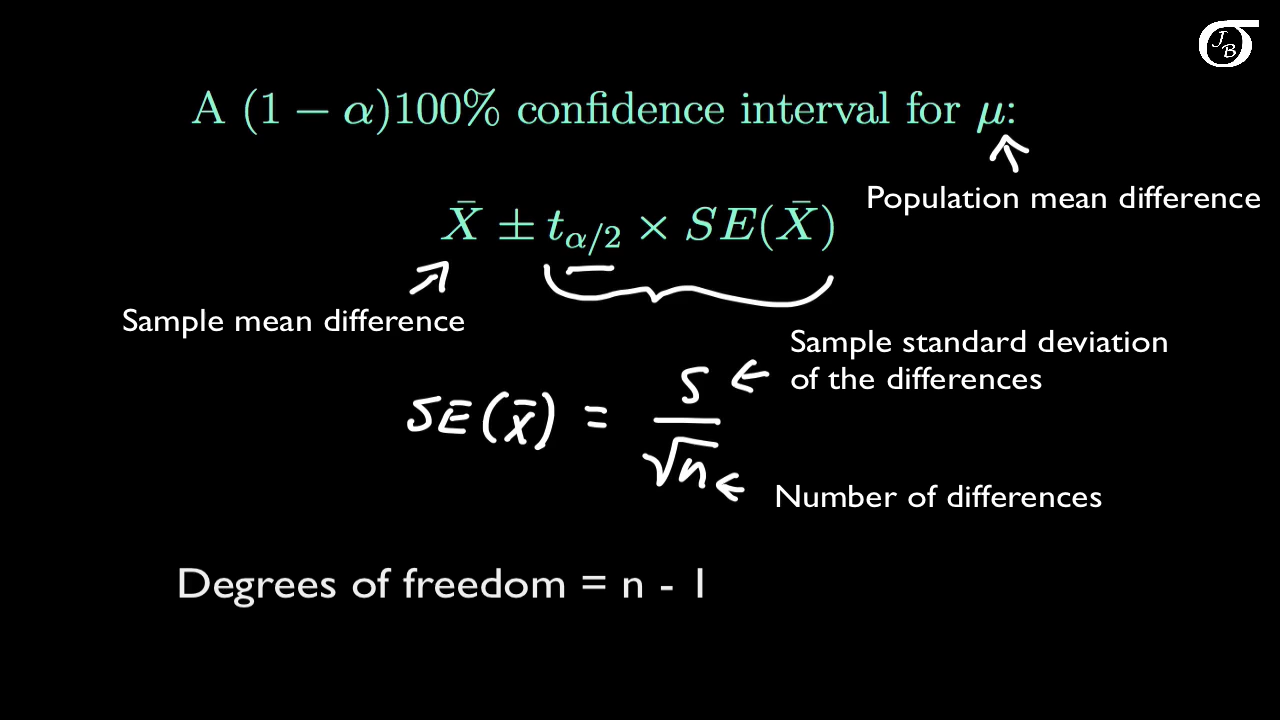 JB
A (1 − α)100% confidence interval for μ:
Population mean difference
X̄ ± t_{α/2} × SE(X̄)
Sample mean difference
Sample standard deviation
of the differences
SE(X̄) = S/√n
Number of differences
Degrees of freedom = n - 1